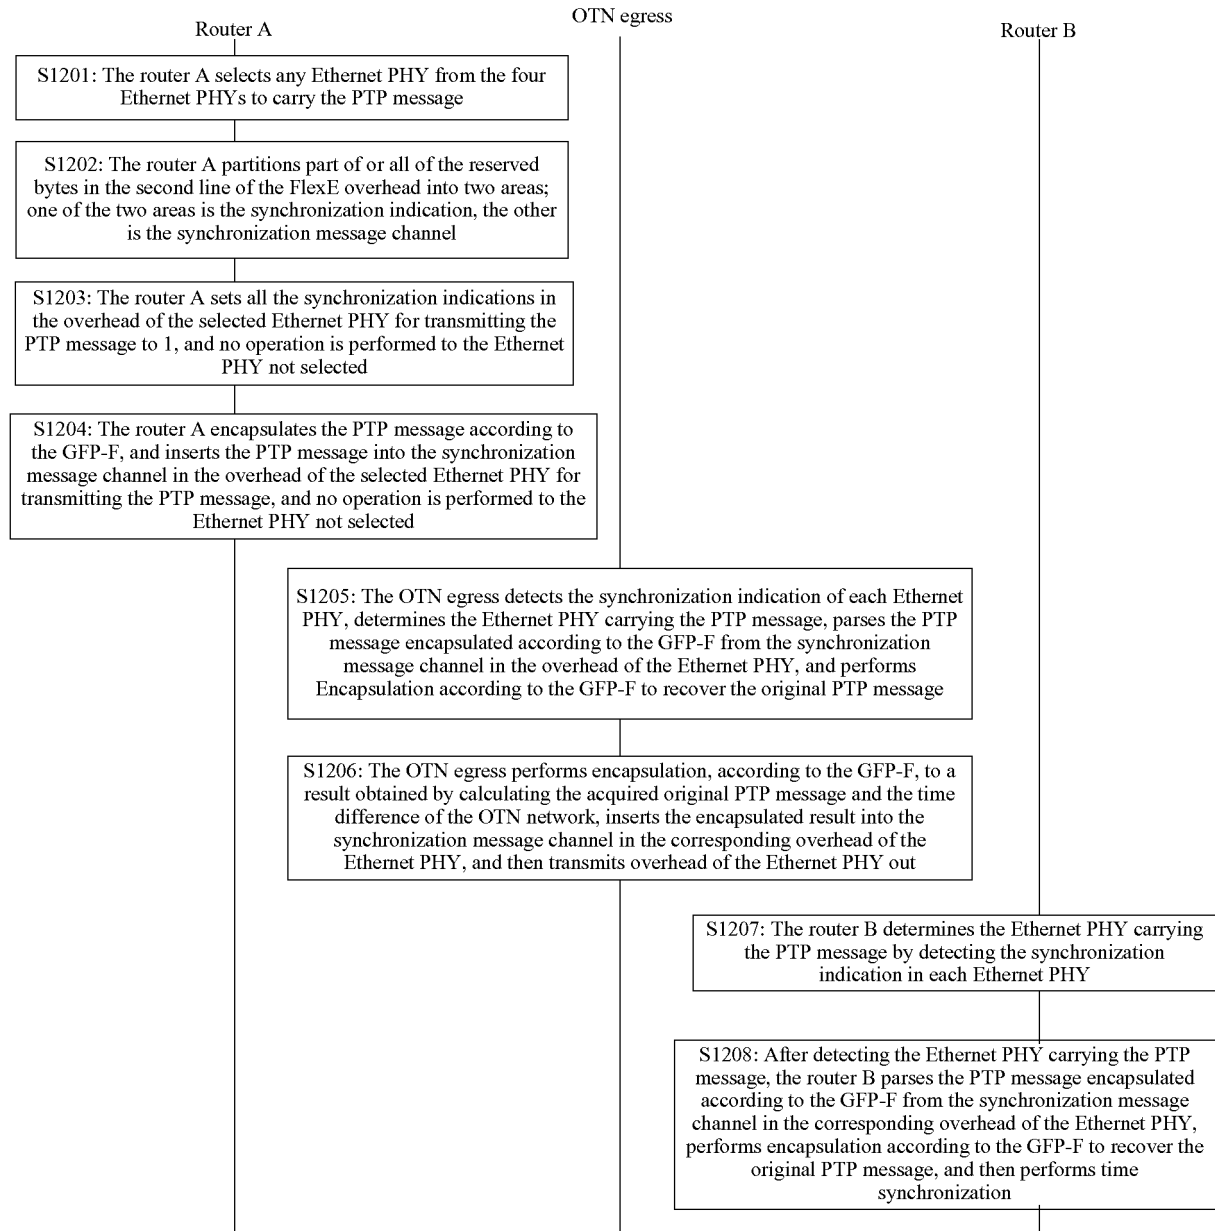 Router A
OTN egress
Router B
S1201: The router A selects any Ethernet PHY from the four
Ethernet PHYs to carry the PTP message
S1202: The router A partitions part of or all of the reserved
bytes in the second line of the FlexE overhead into two areas;
one of the two areas is the synchronization indication, the other
is the synchronization message channel
S1203: The router A sets all the synchronization indications in
the overhead of the selected Ethernet PHY for transmitting the
PTP message to 1, and no operation is performed to the Ethernet
PHY not selected
S1204: The router A encapsulates the PTP message according to
the GFP-F, and inserts the PTP message into the synchronization
message channel in the overhead of the selected Ethernet PHY for
transmitting the PTP message, and no operation is performed to the
Ethernet PHY not selected
S1205: The OTN egress detects the synchronization indication of each Ethernet
PHY, determines the Ethernet PHY carrying the PTP message, parses the PTP
message encapsulated according to the GFP-F from the synchronization
message channel in the overhead of the Ethernet PHY, and performs
Encapsulation according to the GFP-F to recover the original PTP message
S1206: The OTN egress performs encapsulation, according to the GFP-F, to a
result obtained by calculating the acquired original PTP message and the time
difference of the OTN network, inserts the encapsulated result into the
synchronization message channel in the corresponding overhead of the
Ethernet PHY, and then transmits overhead of the Ethernet PHY out
S1207: The router B determines the Ethernet PHY carrying
the PTP message by detecting the synchronization
indication in each Ethernet PHY
S1208: After detecting the Ethernet PHY carrying the PTP
message, the router B parses the PTP message encapsulated
according to the GFP-F from the synchronization message
channel in the corresponding overhead of the Ethernet PHY,
performs encapsulation according to the GFP-F to recover the
original PTP message, and then performs time
synchronization